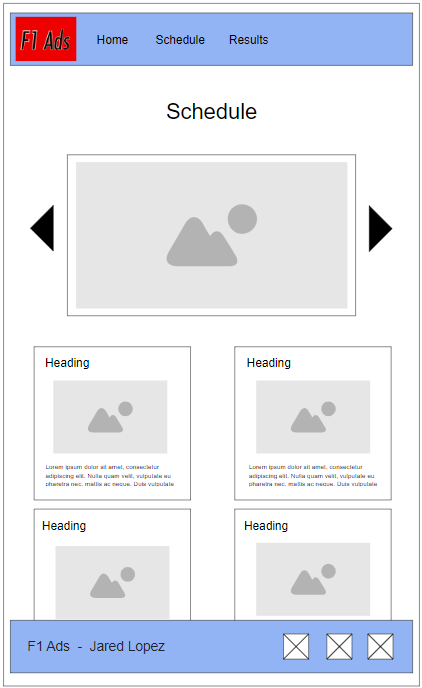 F1 Ads
Home Schedule Results
Schedule
Heading
Lorem ipsum dolor sit amet, consectetur
adipiscing elit. Nulla quam velit, vulputate eu
pharetra nec, mattis ac neque. Duis vulputate
Heading
Lorem ipsum dolor sit amet, consectetur
adipiscing elit. Nulla quam velit, vulputate eu
pharetra nec, mattis ac neque. Duis vulputate
Heading
Heading
F1 Ads - Jared Lopez